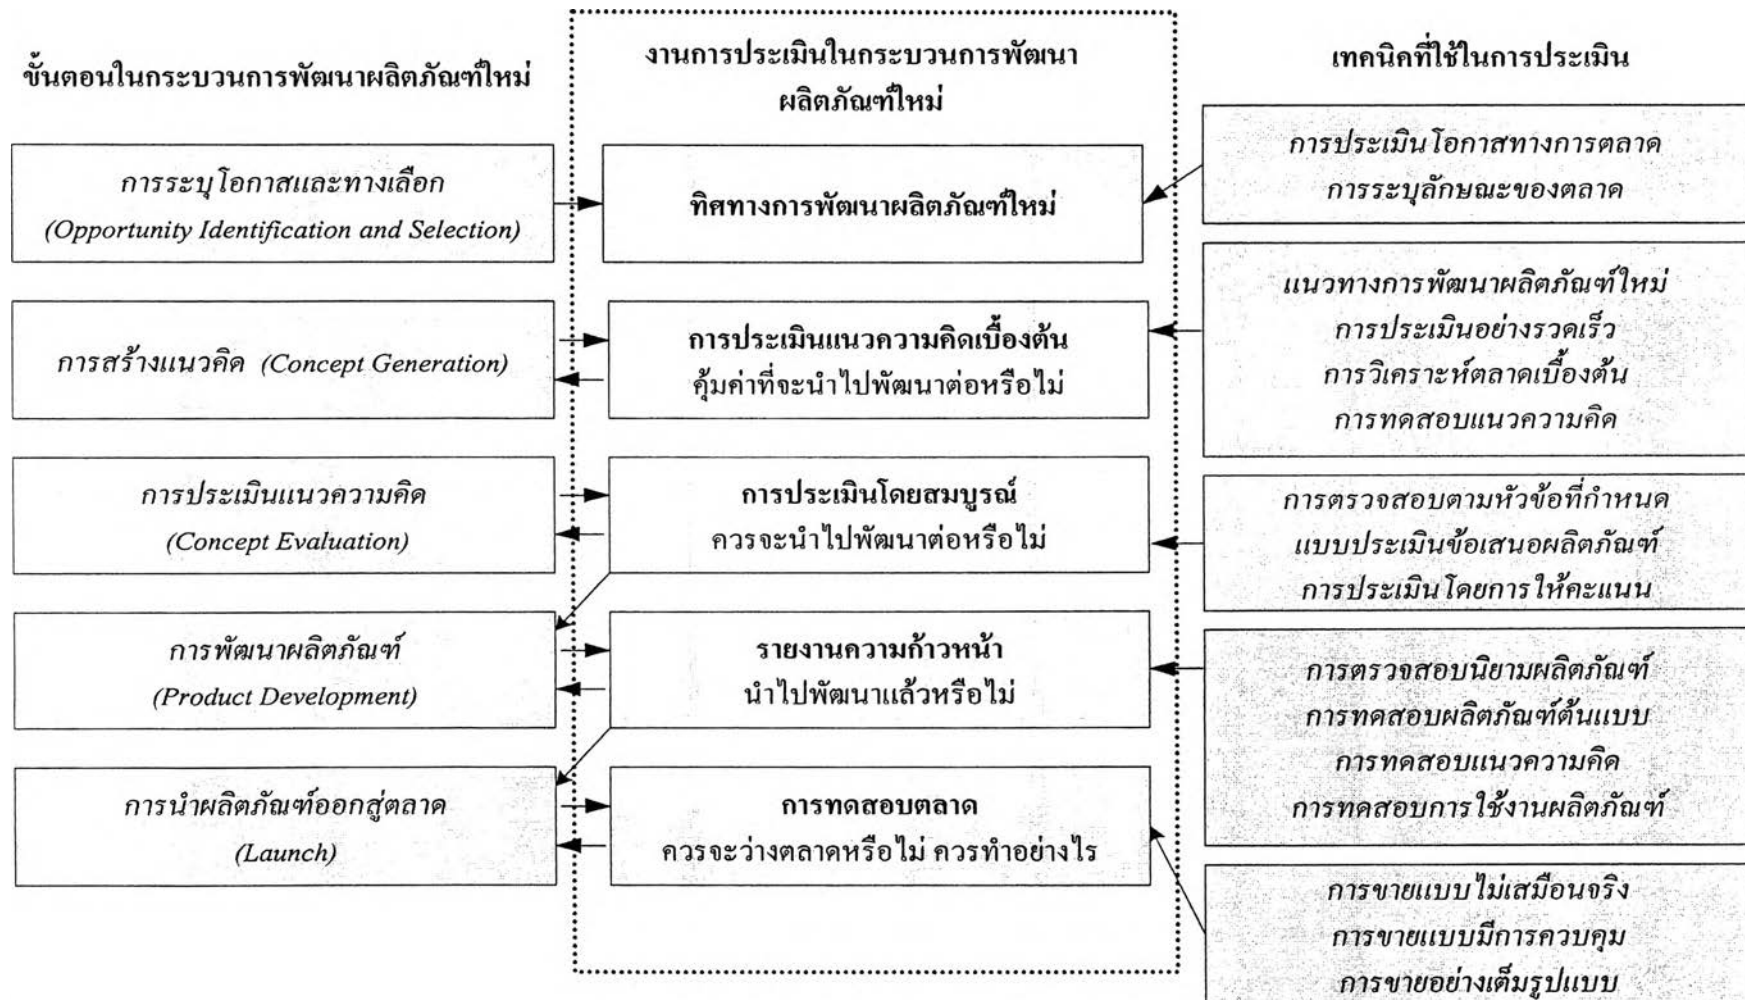 ขั้นตอนในกระบวนการพัฒนาผลิตภัณฑ์ใหม่
งานการประเมินในกระบวนการพัฒนา
ผลิตภัณฑ์ใหม่
เทคนิคที่ใช้ในการประเมิน
การระบุโอกาสและทางเลือก
(Opportunity Identification and Selection)
ทิศทางการพัฒนาผลิตภัณฑ์ใหม่
การประเมินโอกาสทางการตลาด
การระบุลักษณะของตลาด
การสร้างแนวคิด (Concept Generation)
การประเมินแนวความคิดเบื้องต้น
คุ้มค่าที่จะนำไปพัฒนาต่อหรือไม่
แนวทางการพัฒนาผลิตภัณฑ์ใหม่
การประเมินอย่างรวดเร็ว
การวิเคราะห์ตลาดเบื้องต้น
การทดสอบแนวความคิด
การประเมินแนวความคิด
(Concept Evaluation)
การประเมินโดยสมบูรณ์
ควรจะนำไปพัฒนาต่อหรือไม่
การตรวจสอบตามหัวข้อที่กำหนด
แบบประเมินข้อเสนอผลิตภัณฑ์
การประเมินโดยการให้คะแนน
การพัฒนาผลิตภัณฑ์
(Product Development)
รายงานความก้าวหน้า
นำไปพัฒนาแล้วหรือไม่
การตรวจสอบนิยามผลิตภัณฑ์
การทดสอบผลิตภัณฑ์ต้นแบบ
การทดสอบแนวความคิด
การทดสอบการใช้งานผลิตภัณฑ์
การนำผลิตภัณฑ์ออกสู่ตลาด
(Launch)
การทดสอบตลาด
ควรจะว่างตลาดหรือไม่ ควรทำอย่างไร
การขายแบบไม่เสมือนจริง
การขายแบบมีการควบคุม
การขายอย่างเต็มรูปแบบ